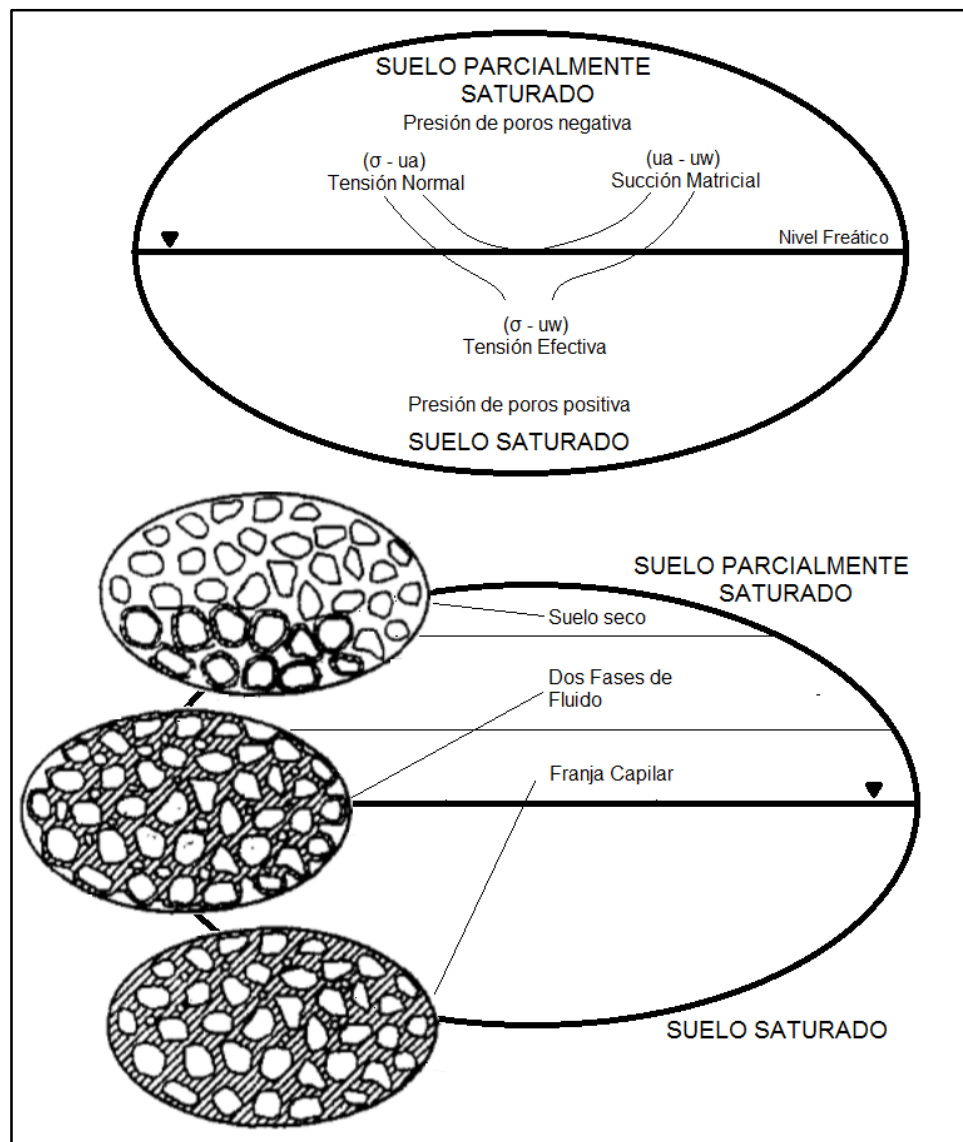 SUELO PARCIALMENTE
SATURADO
Presión de poros negativa
(σ - ua)
Tensión Normal
(ua - uw)
Succión Matricial
Nivel Freático
(σ - uw)
Tensión Efectiva
Presión de poros positiva
SUELO SATURADO
SUELO PARCIALMENTE
SATURADO
Suelo seco
Dos Fases de
Fluido
Franja Capilar
SUELO SATURADO